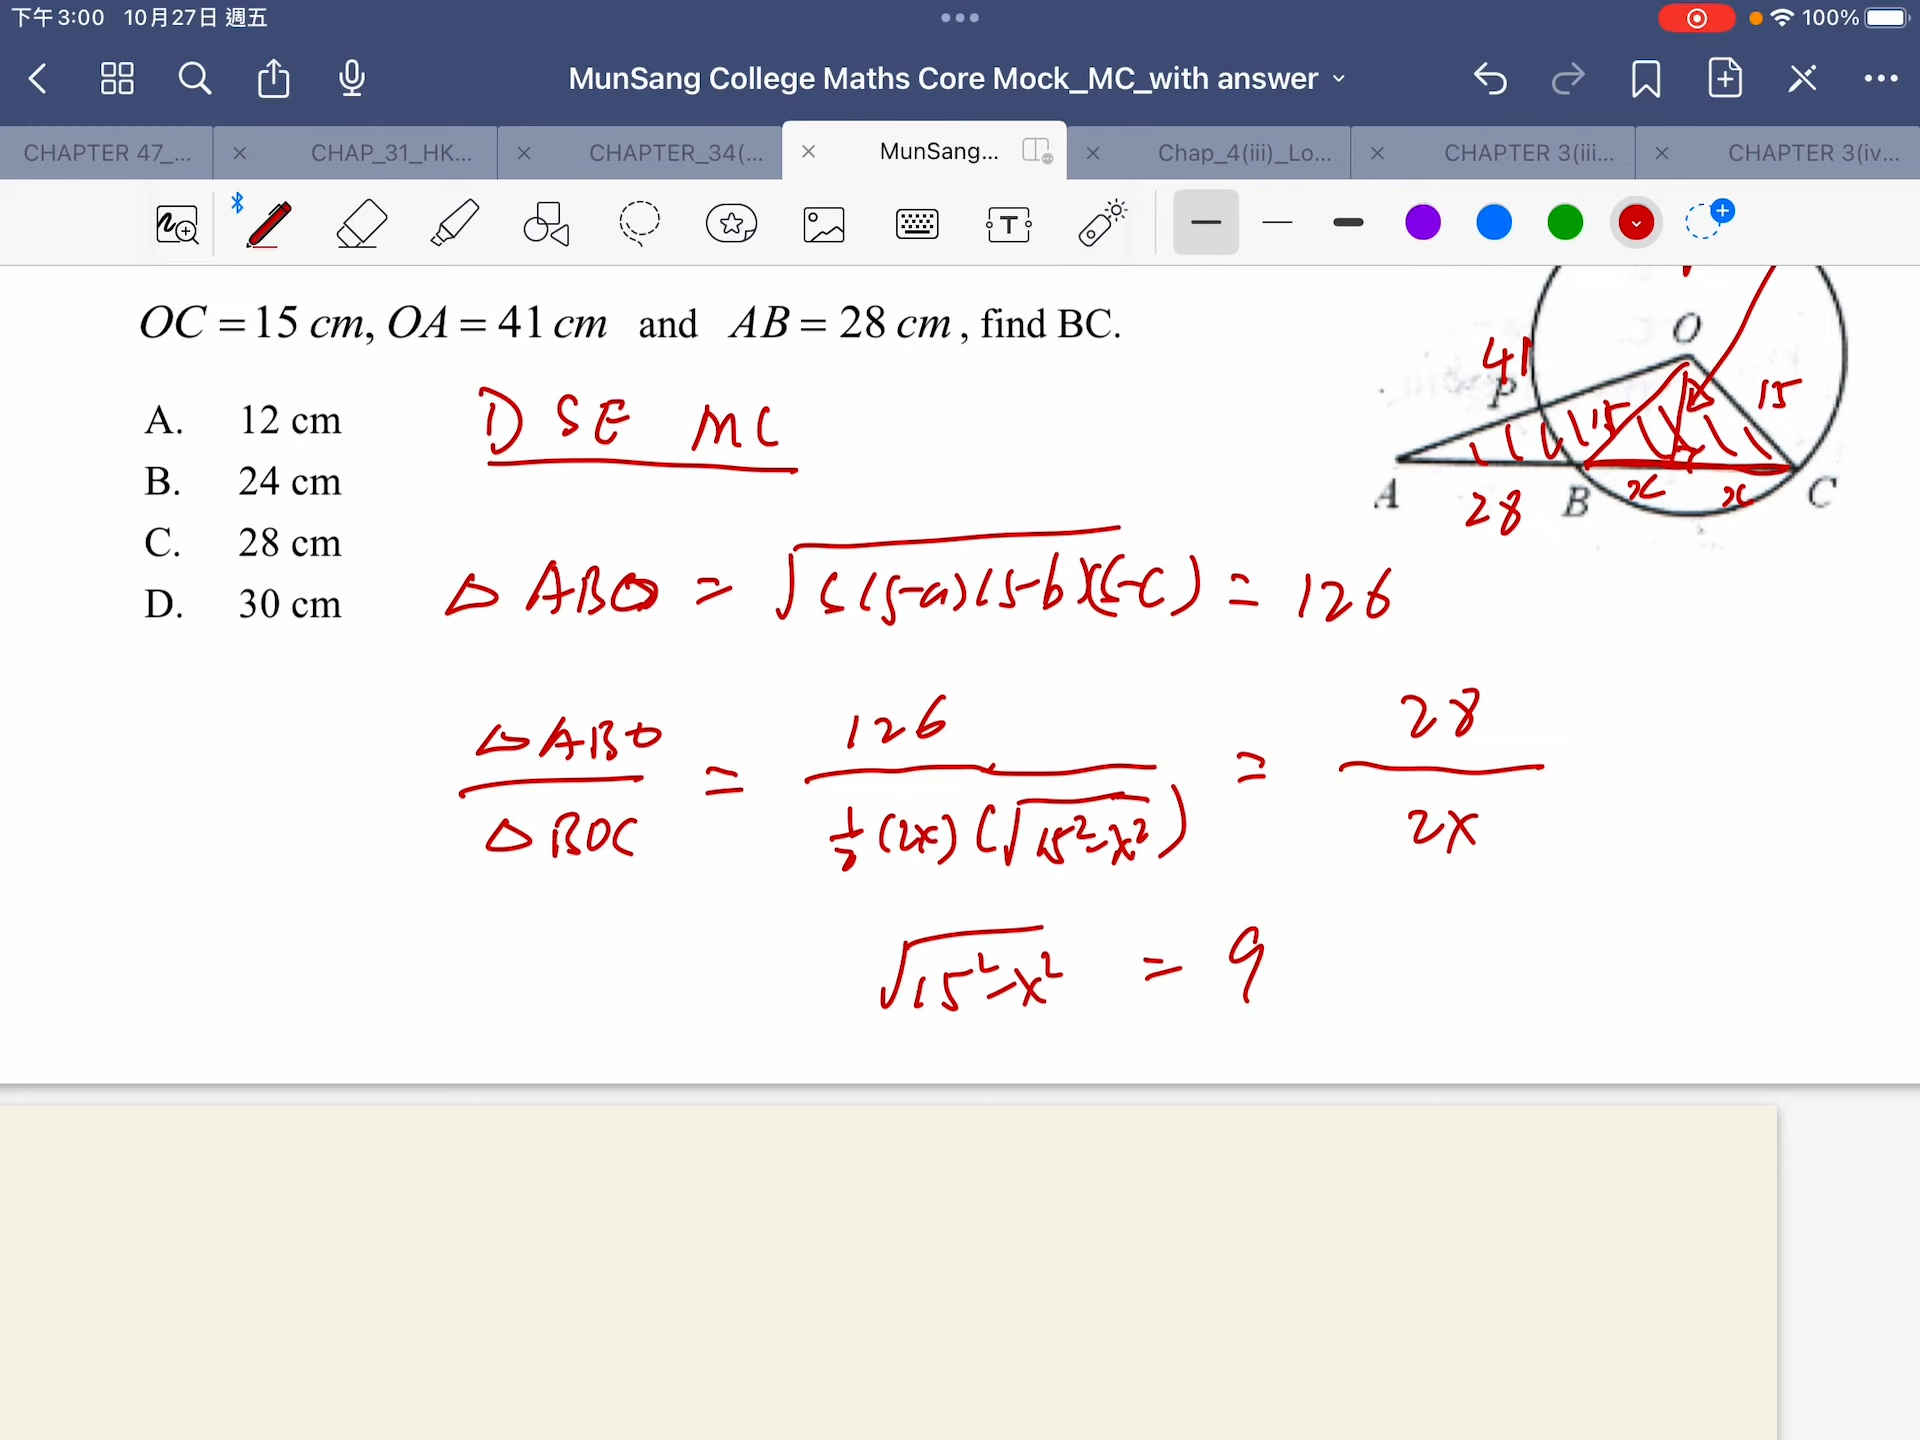 下午3:00 10月27日 週五 100%
MunSang College Maths Core Mock_MC_with answer
CHAPTER 47_... CHAP_31_HK... CHAPTER_34(... MunSang... Chap_4(iii)_Lo... CHAPTER 3(iii... CHAPTER 3(iv...
OC = 15 cm, OA = 41 cm and AB = 28 cm, find BC.
A. 12 cm
B. 24 cm
C. 28 cm
D. 30 cm
DSE MC
O
41
P
15
15
A
28
B
x
x
C
△ABO = √s(s-a)(s-b)(s-c) = 126
△ABO / △BOC = 126 / ½(2x)(√15²-x²) = 28 / 2x
√15²-x² = 9